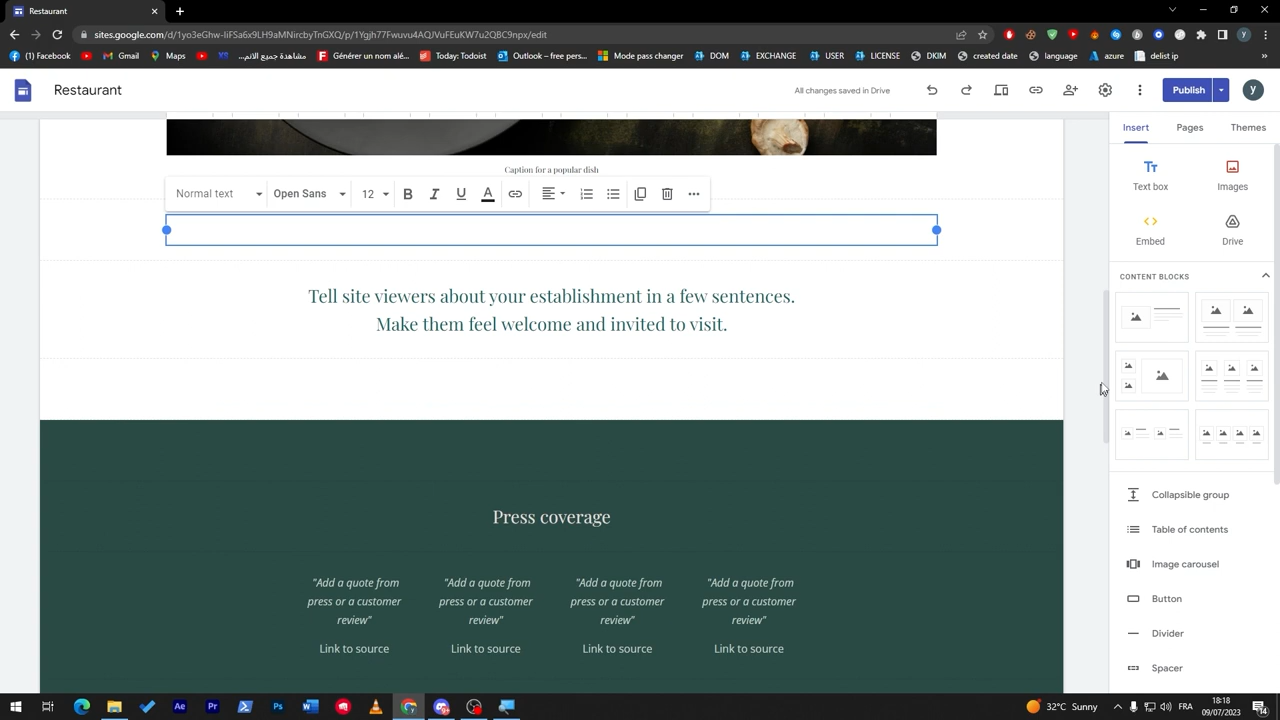 Restaurant
sites.google.com/d/1yo3eGhw-liFS6x9LH9aMNircbyTnGXQ/p/1Ygjh77Fwuvu4AQJVuFEuKW7u2QBC9npx/edit
(1) Facebook
Gmail
Maps
مشاهدة جميع الانم...
Générer un nom alé...
Today: Todoist
Outlook – free pers...
Mode pass changer
DOM
EXCHANGE
USER
LICENSE
DKIM
created date
language
azure
delist ip
Restaurant
All changes saved in Drive
Publish
y
Insert
Pages
Themes
Caption for a popular dish
Normal text
Open Sans
12
B
I
U
A
Text box
Images
Embed
Drive
CONTENT BLOCKS
Tell site viewers about your establishment in a few sentences.
Make them feel welcome and invited to visit.
Press coverage
"Add a quote from
press or a customer
review"
Link to source
"Add a quote from
press or a customer
review"
Link to source
"Add a quote from
press or a customer
review"
Link to source
"Add a quote from
press or a customer
review"
Link to source
Collapsible group
Table of contents
Image carousel
Button
Divider
Spacer
32°C Sunny
FRA
18:18
09/07/2023
14